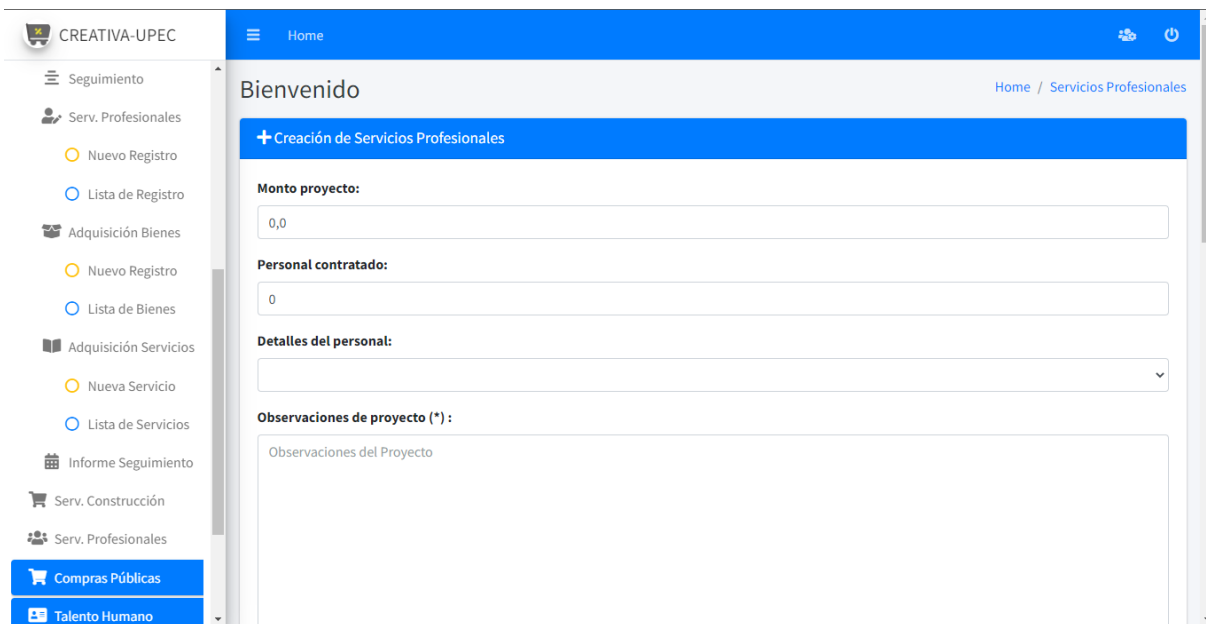 CREATIVA-UPEC
Home
Seguimiento
Serv. Profesionales
Nuevo Registro
Lista de Registro
Adquisición Bienes
Nuevo Registro
Lista de Bienes
Adquisición Servicios
Nueva Servicio
Lista de Servicios
Informe Seguimiento
Serv. Construcción
Serv. Profesionales
Compras Públicas
Talento Humano
Bienvenido
Home / Servicios Profesionales
Creación de Servicios Profesionales
Monto proyecto:
0,0
Personal contratado:
0
Detalles del personal:
Observaciones de proyecto (*) :
Observaciones del Proyecto